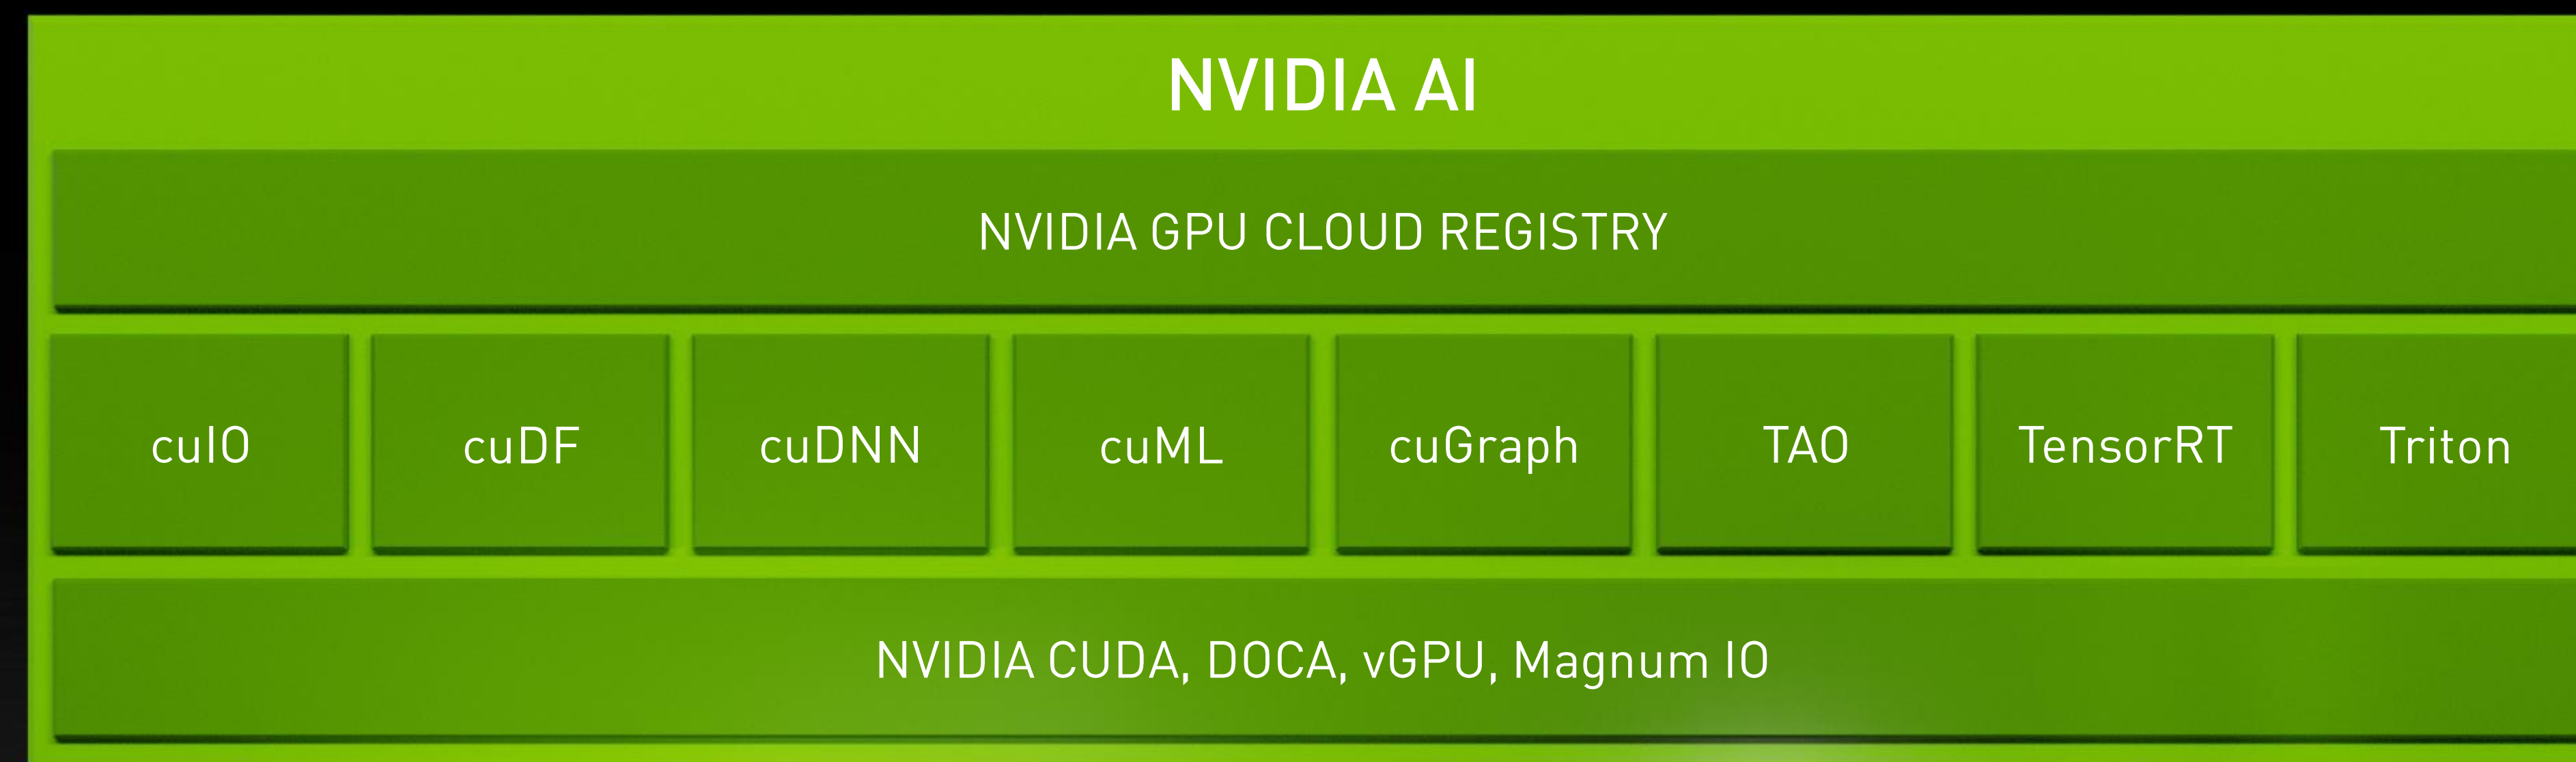 NVIDIA AI
NVIDIA GPU CLOUD REGISTRY
cuIO
cuDF
cuDNN
cuML
cuGraph
TAO
TensorRT
Triton
NVIDIA CUDA, DOCA, vGPU, Magnum IO